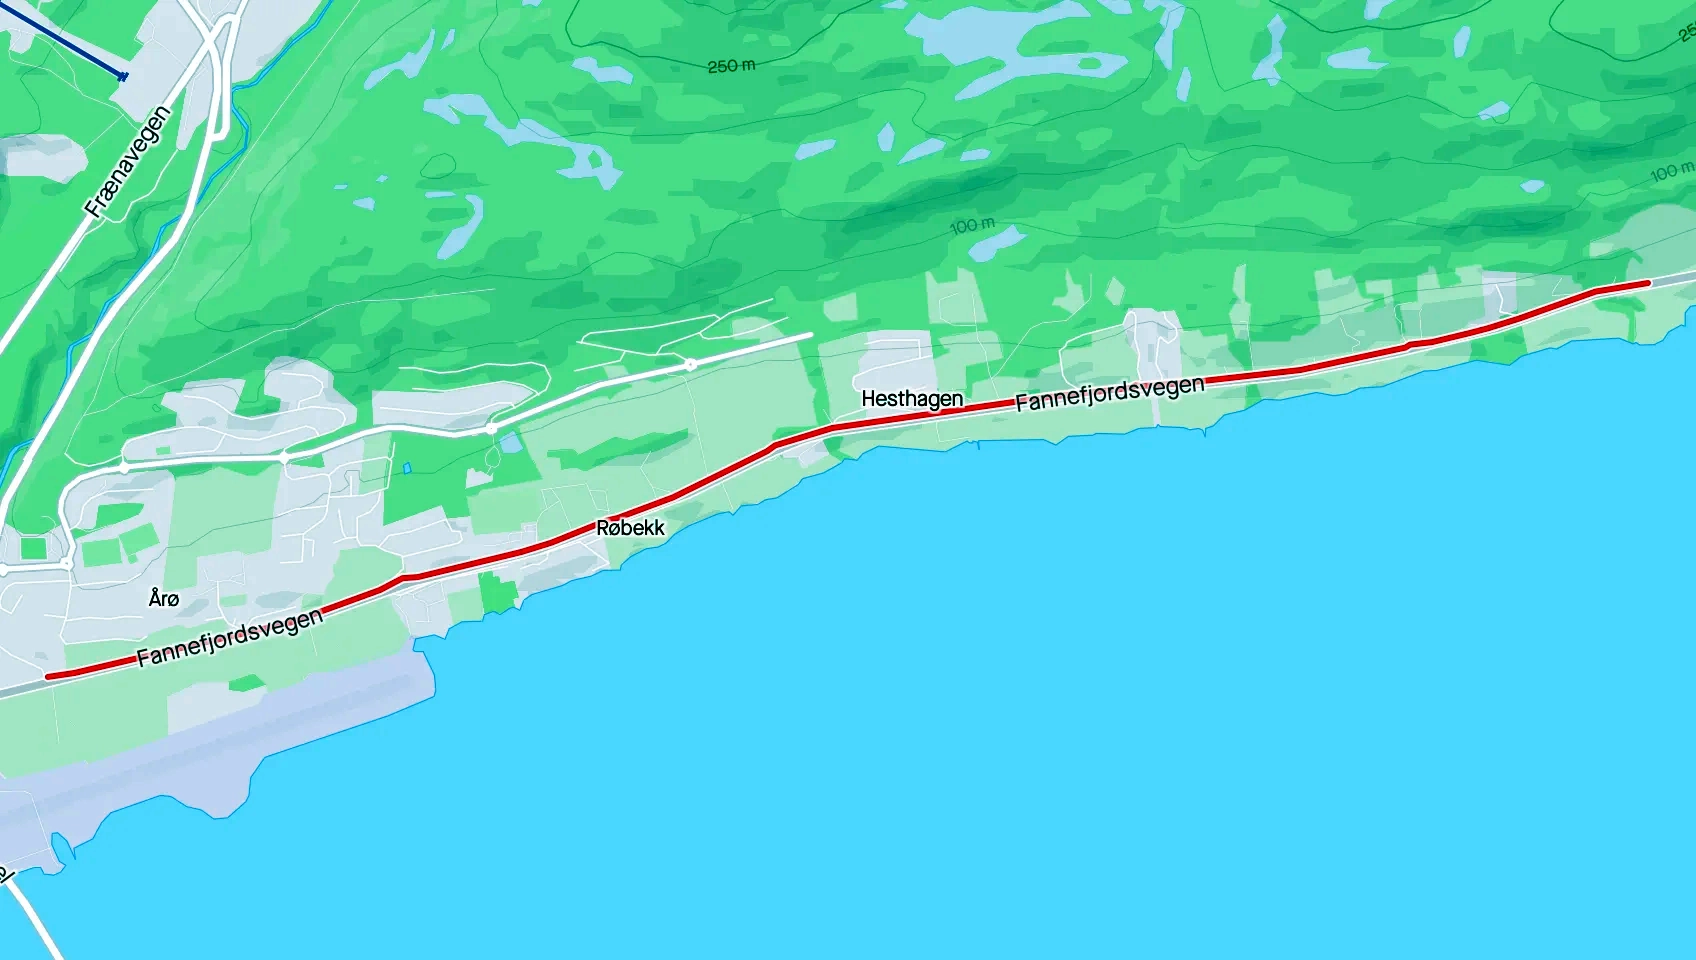 250 m
Frænavegen
100 m
100 m
Hesthagen
Fannefjordsvegen
Røbekk
Årø
Fannefjordsvegen